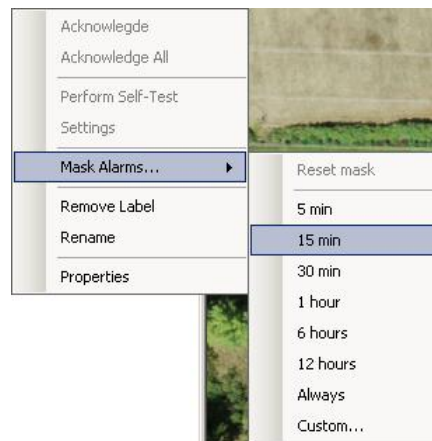 Acknowlegde
Acknowledge All
Perform Self-Test
Settings
Mask Alarms...
Remove Label
Rename
Properties
Reset mask
5 min
15 min
30 min
1 hour
6 hours
12 hours
Always
Custom...